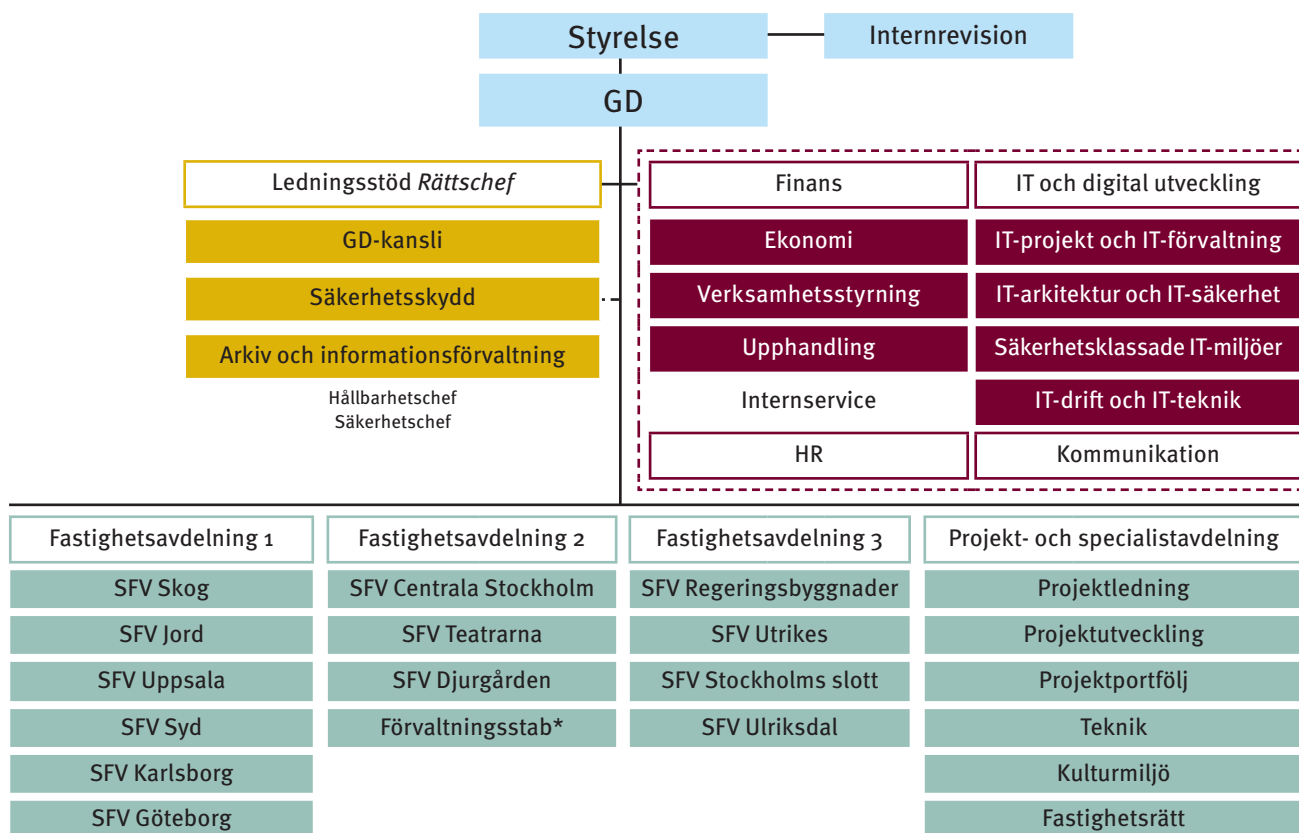 Styrelse
Internrevision
GD
Ledningsstöd Rättschef
GD-kansli
Säkerhetsskydd
Arkiv och informationsförvaltning
Hållbarhetschef
Säkerhetschef
Finans
Ekonomi
Verksamhetsstyrning
Upphandling
Internservice
HR
IT och digital utveckling
IT-projekt och IT-förvaltning
IT-arkitektur och IT-säkerhet
Säkerhetsklassade IT-miljöer
IT-drift och IT-teknik
Kommunikation
Fastighetsavdelning 1
SFV Skog
SFV Jord
SFV Uppsala
SFV Syd
SFV Karlsborg
SFV Göteborg
Fastighetsavdelning 2
SFV Centrala Stockholm
SFV Teatrarna
SFV Djurgården
Förvaltningsstab*
Fastighetsavdelning 3
SFV Regeringsbyggnader
SFV Utrikes
SFV Stockholms slott
SFV Ulriksdal
Projekt- och specialistavdelning
Projektledning
Projektutveckling
Projektportfölj
Teknik
Kulturmiljö
Fastighetsrätt